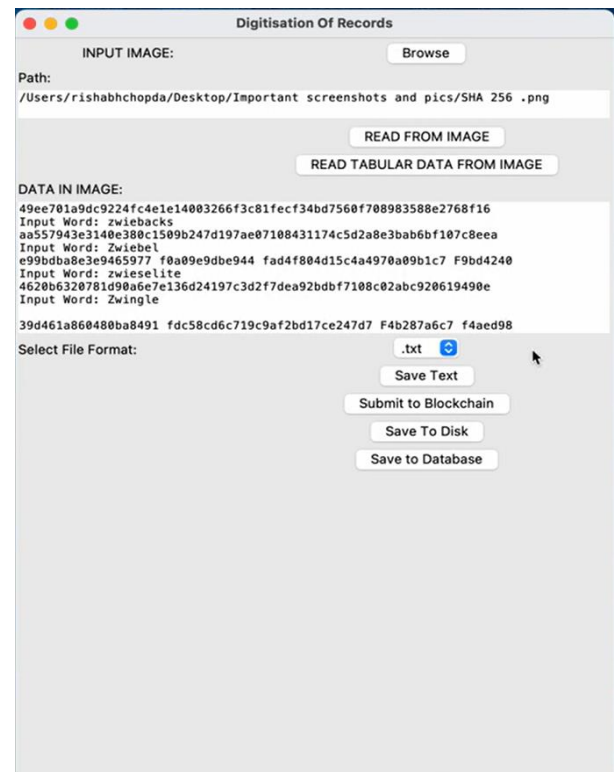 Digitisation Of Records
INPUT IMAGE:
Browse
Path:
/Users/rishabhchopda/Desktop/Important screenshots and pics/SHA 256 .png
READ FROM IMAGE
READ TABULAR DATA FROM IMAGE
DATA IN IMAGE:
49ee701a9dc9224fc4e1e14003266f3c81fecf34bd7560f708983588e2768f16
Input Word: zwiebacks
aa557943e3140e380c1509b247d197ae07108431174c5d2a8e3bab6bf107c8eea
Input Word: Zwiebel
e99bdba8e3e9465977 f0a09e9dbe944 fad4f804d15c4a4970a09b1c7 F9bd4240
Input Word: zwieselite
4620b6320781d90a6e7e136d24197c3d2f7dea92bdbf7108c02abc920619490e
Input Word: Zwingle
39d461a860480ba8491 fdc58cd6c719c9af2bd17ce247d7 F4b287a6c7 f4aed98
Select File Format:
.txt
Save Text
Submit to Blockchain
Save To Disk
Save to Database